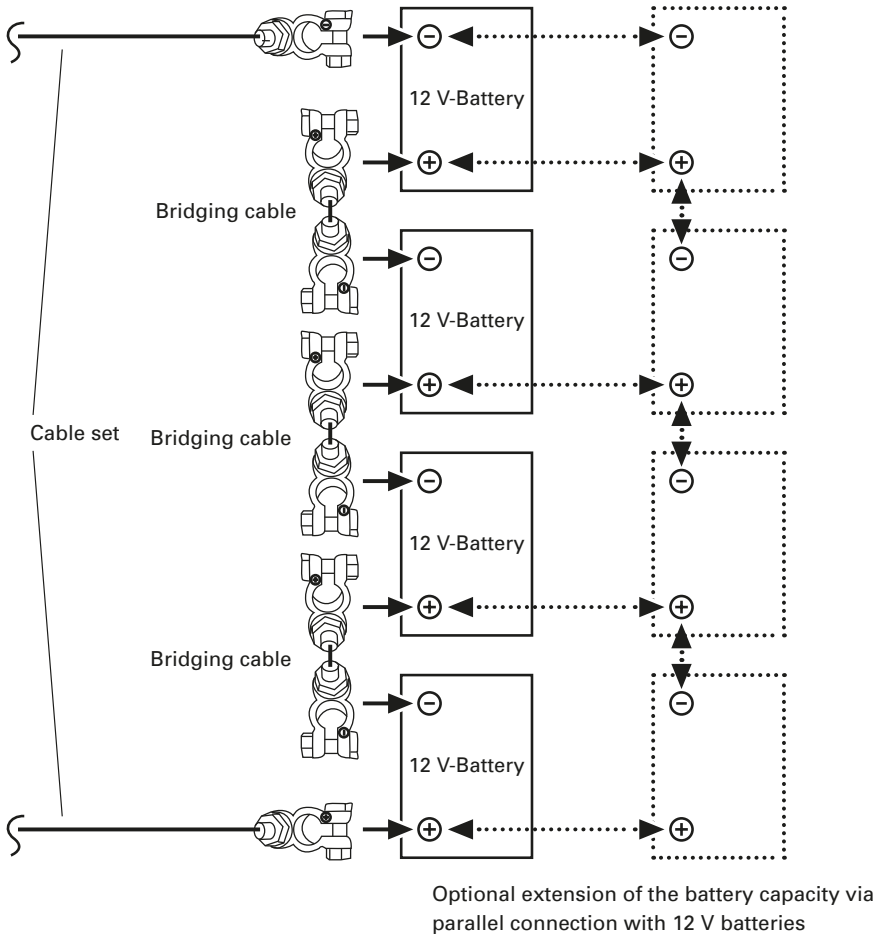 12 V-Battery
Bridging cable
12 V-Battery
Cable set
Bridging cable
12 V-Battery
Bridging cable
12 V-Battery
Optional extension of the battery capacity via
parallel connection with 12 V batteries